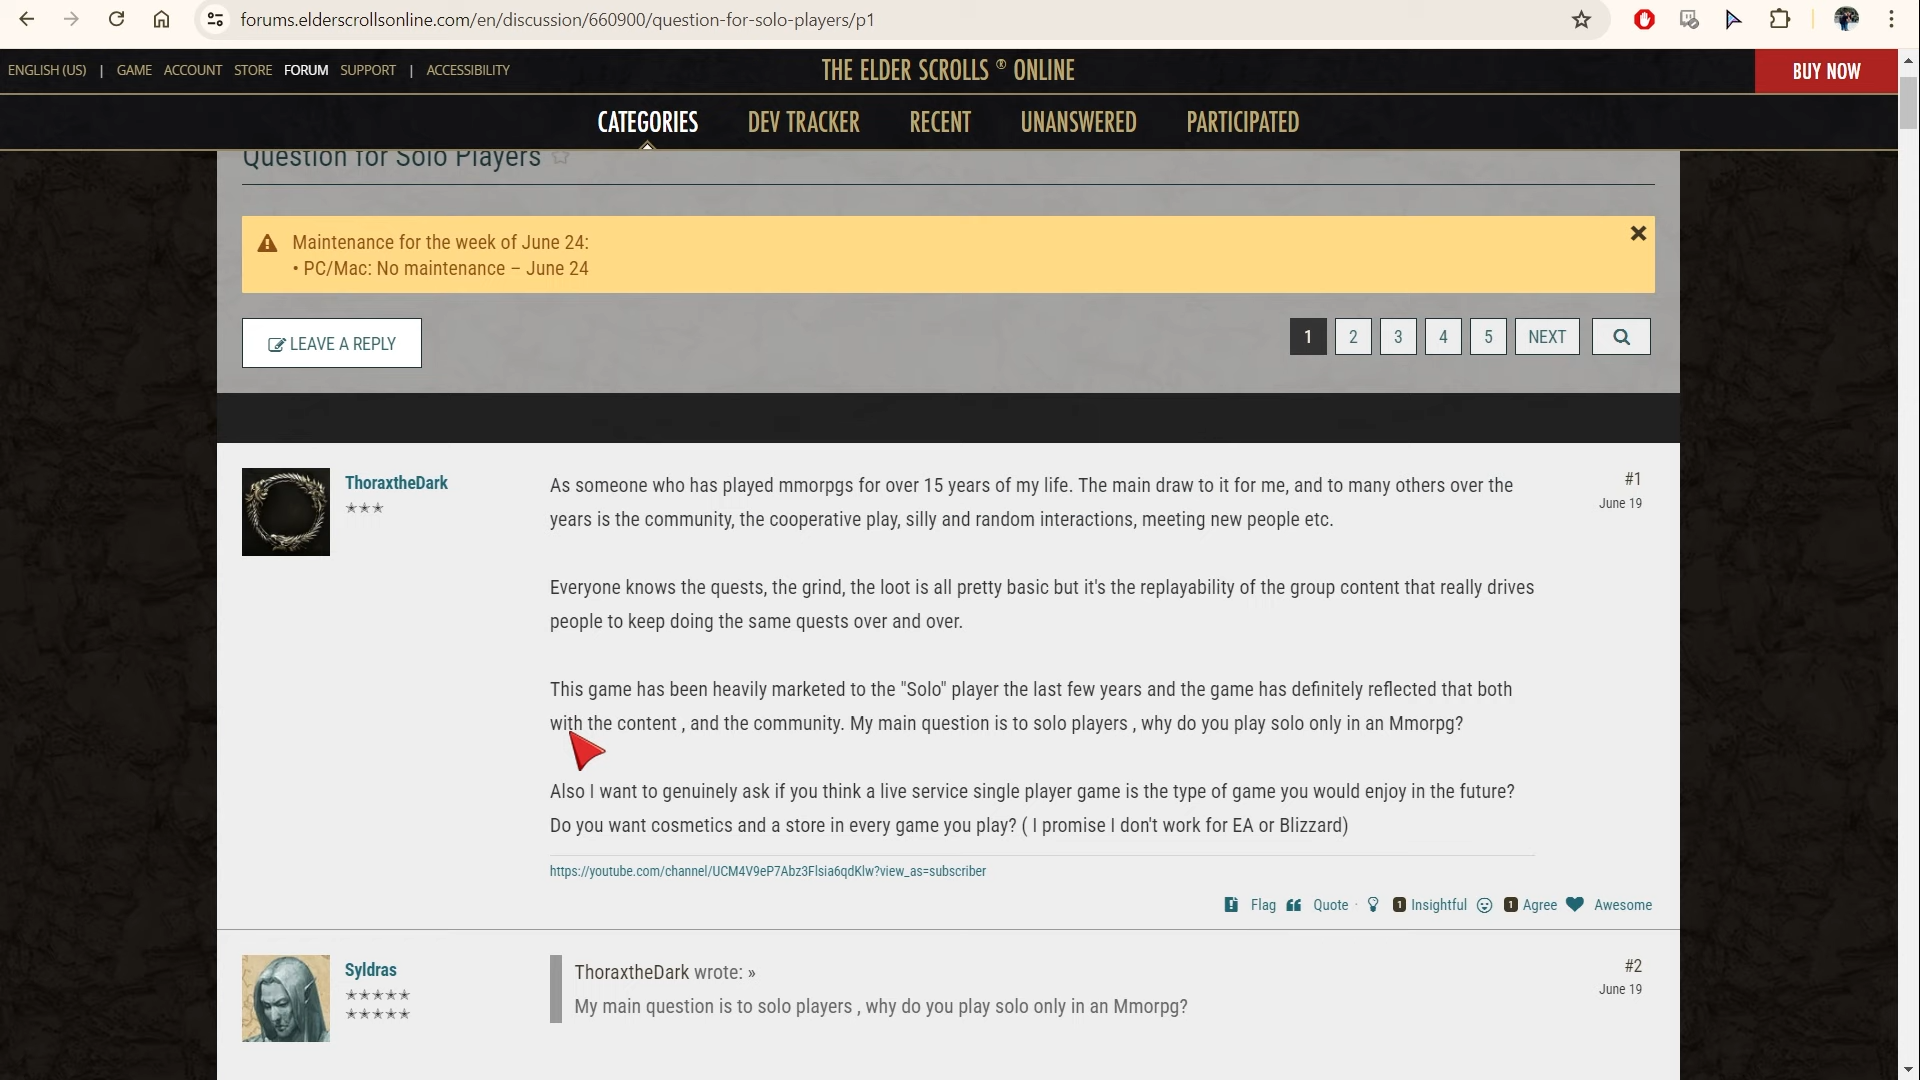 forums.elderscrollsonline.com/en/discussion/660900/question-for-solo-players/p1
ENGLISH (US) | GAME ACCOUNT STORE FORUM SUPPORT | ACCESSIBILITY
THE ELDER SCROLLS ® ONLINE
BUY NOW
CATEGORIES DEV TRACKER RECENT UNANSWERED PARTICIPATED
Question for Solo Players
Maintenance for the week of June 24:
• PC/Mac: No maintenance – June 24
LEAVE A REPLY
1 2 3 4 5 NEXT
ThoraxtheDark
#1
June 19
As someone who has played mmorpgs for over 15 years of my life. The main draw to it for me, and to many others over the
years is the community, the cooperative play, silly and random interactions, meeting new people etc.
Everyone knows the quests, the grind, the loot is all pretty basic but it's the replayability of the group content that really drives
people to keep doing the same quests over and over.
This game has been heavily marketed to the "Solo" player the last few years and the game has definitely reflected that both
with the content , and the community. My main question is to solo players , why do you play solo only in an Mmorpg?
Also I want to genuinely ask if you think a live service single player game is the type of game you would enjoy in the future?
Do you want cosmetics and a store in every game you play? ( I promise I don't work for EA or Blizzard)
https://youtube.com/channel/UCM4V9eP7Abz3Flsia6qdKlw?view_as=subscriber
Flag Quote · 1 Insightful 1 Agree Awesome
Syldras
#2
June 19
ThoraxtheDark wrote: »
My main question is to solo players , why do you play solo only in an Mmorpg?